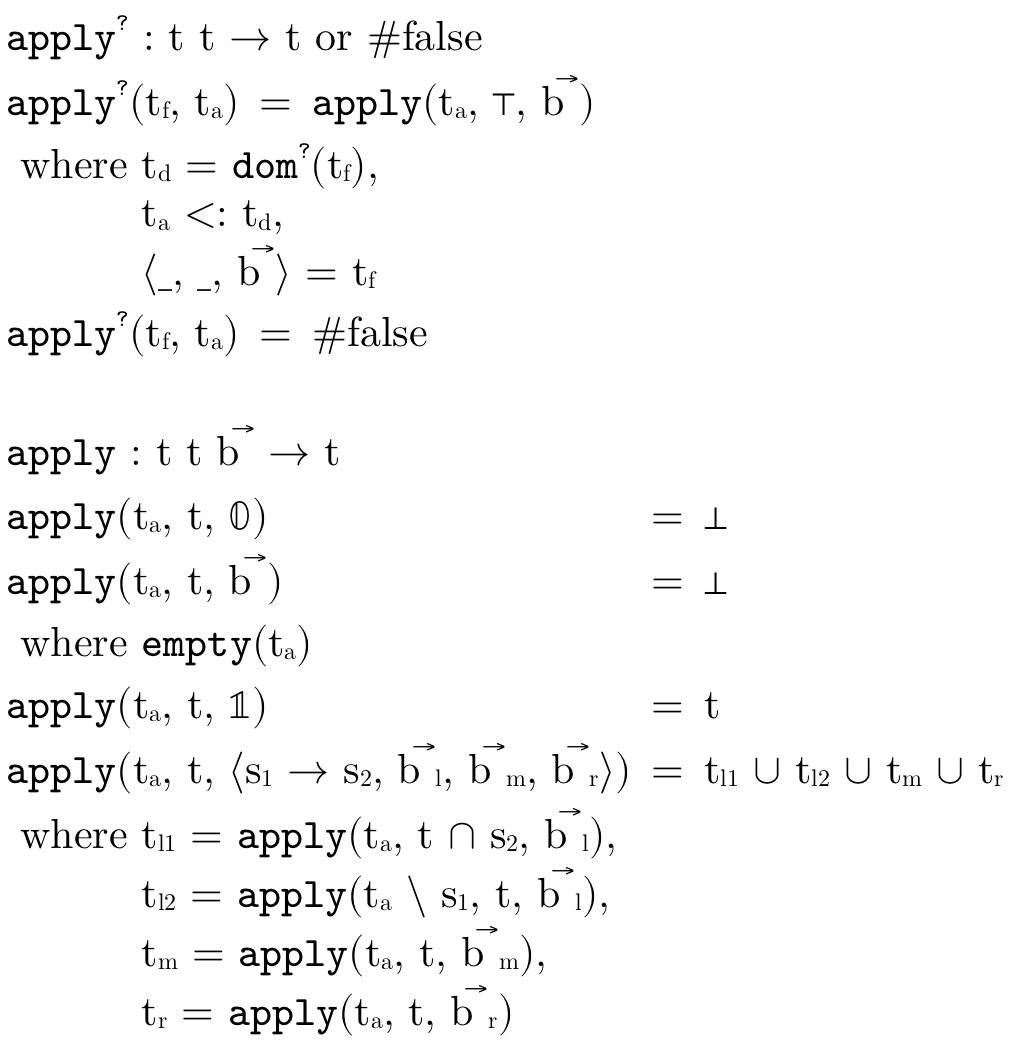 apply? : t t → t or #false
apply?(tf, ta) = apply(ta, ⊤, b⃗)
where td = dom?(tf),
ta <: td,
⟨_, _, b⃗⟩ = tf
apply?(tf, ta) = #false
apply : t t b⃗ → t
apply(ta, t, 𝟘) = ⊥
apply(ta, t, b⃗) = ⊥
where empty(ta)
apply(ta, t, 𝟙) = t
apply(ta, t, ⟨s₁ → s₂, b⃗l, b⃗m, b⃗r⟩) = tl1 ∪ tl2 ∪ tm ∪ tr
where tl1 = apply(ta, t ∩ s₂, b⃗l),
tl2 = apply(ta \ s₁, t, b⃗l),
tm = apply(ta, t, b⃗m),
tr = apply(ta, t, b⃗r)